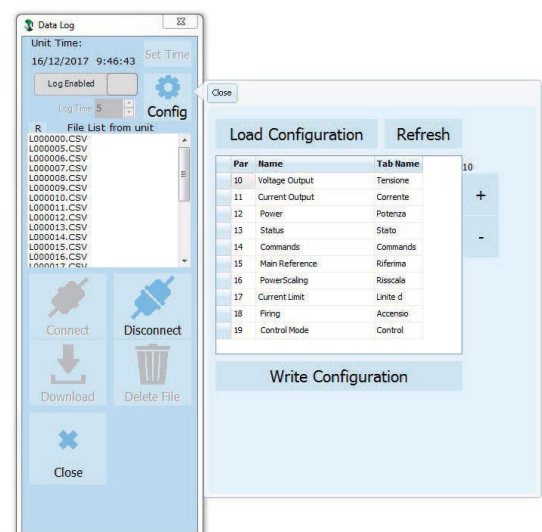 Data Log
Unit Time:
16/12/2017 9:46:43
Set Time
Log Enabled
Log Time 5
Config
R File List from unit
L000000.CSV
L000005.CSV
L000006.CSV
L000007.CSV
L000008.CSV
L000009.CSV
L000010.CSV
L000011.CSV
L000012.CSV
L000013.CSV
L000014.CSV
L000015.CSV
L000016.CSV
L000017.CSV
Connect
Disconnect
Download
Delete File
Close
Close
Load Configuration
Refresh
Par Name Tab Name
10 Voltage Output Tensione
11 Current Output Corrente
12 Power Potenza
13 Status Stato
14 Commands Commands
15 Main Reference Riferima
16 PowerScaling Risscala
17 Current Limit Linite d
18 Firing Accensio
19 Control Mode Control
10
+
-
Write Configuration